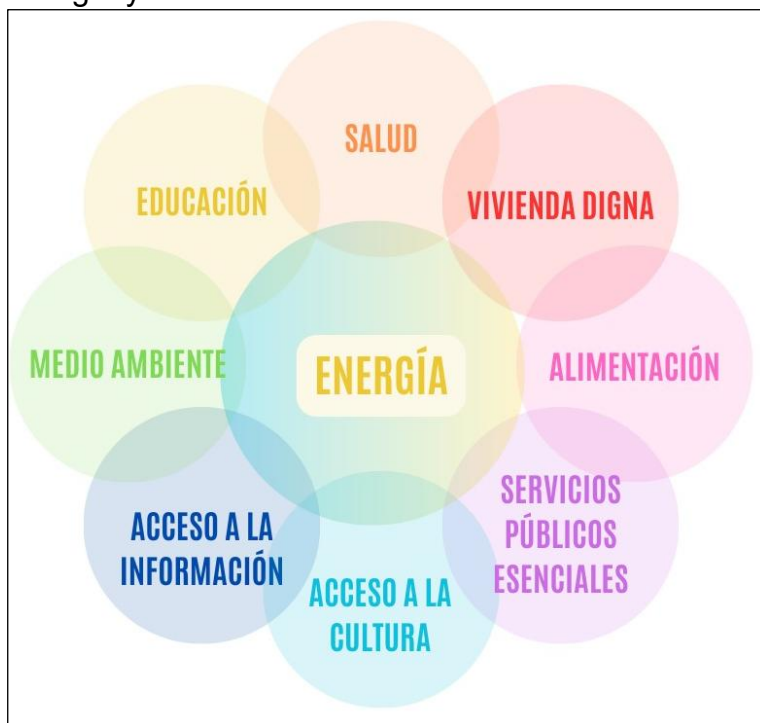 SALUD
EDUCACIÓN
VIVIENDA DIGNA
MEDIO AMBIENTE
ENERGÍA
ALIMENTACIÓN
ACCESO A LA
INFORMACIÓN
SERVICIOS
PÚBLICOS
ESENCIALES
ACCESO A LA
CULTURA